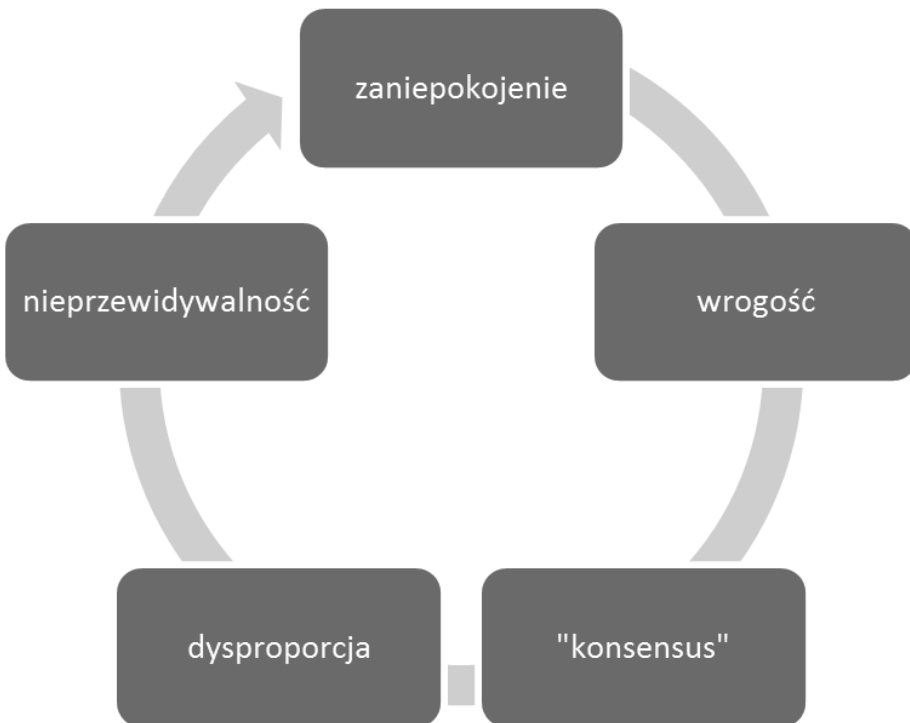 zaniepokojenie
wrogość
"konsensus"
dysproporcja
nieprzewidywalność